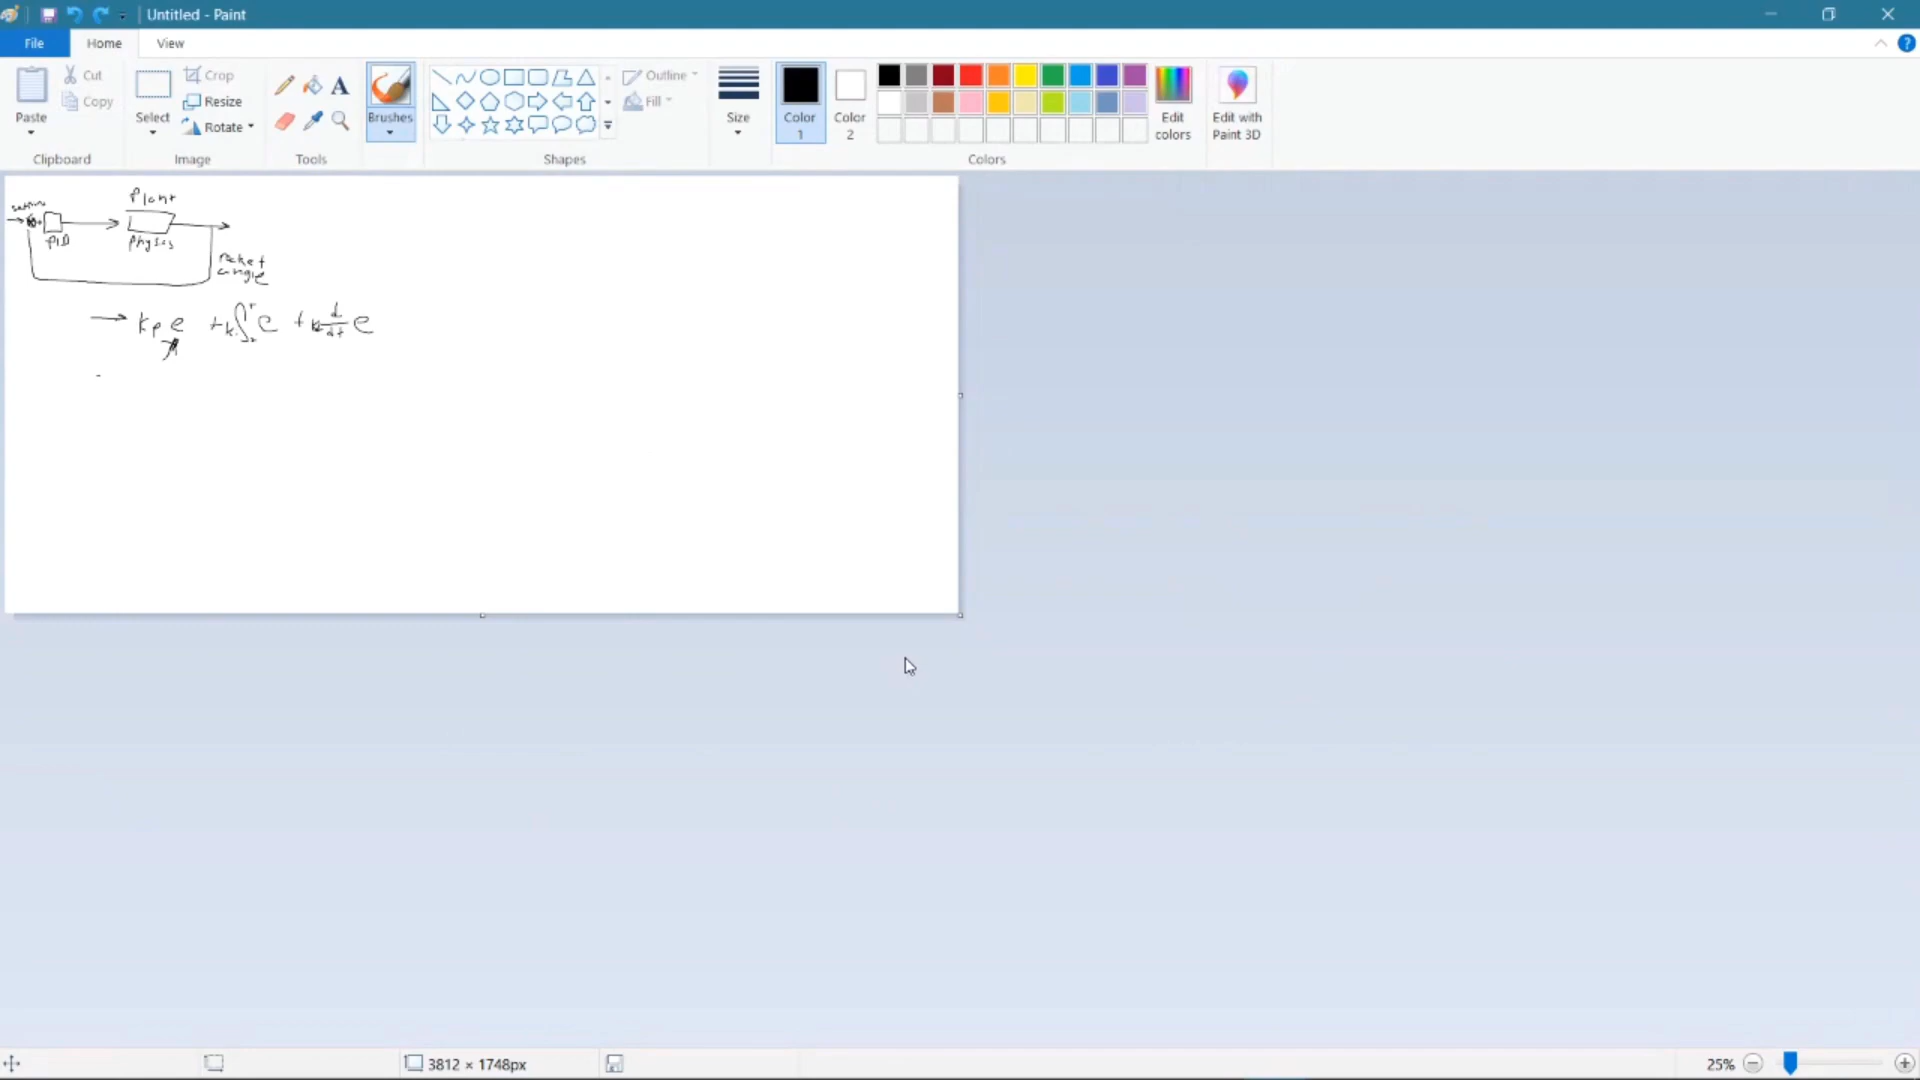 Untitled - Paint
File Home View
Cut
Copy
Paste
Crop
Resize
Rotate
Select
Brushes
Outline
Fill
Size
Color 1
Color 2
Edit colors
Edit with Paint 3D
Clipboard Image Tools Shapes Colors
Plant
PID
Physics
angle
3812 × 1748px
25%